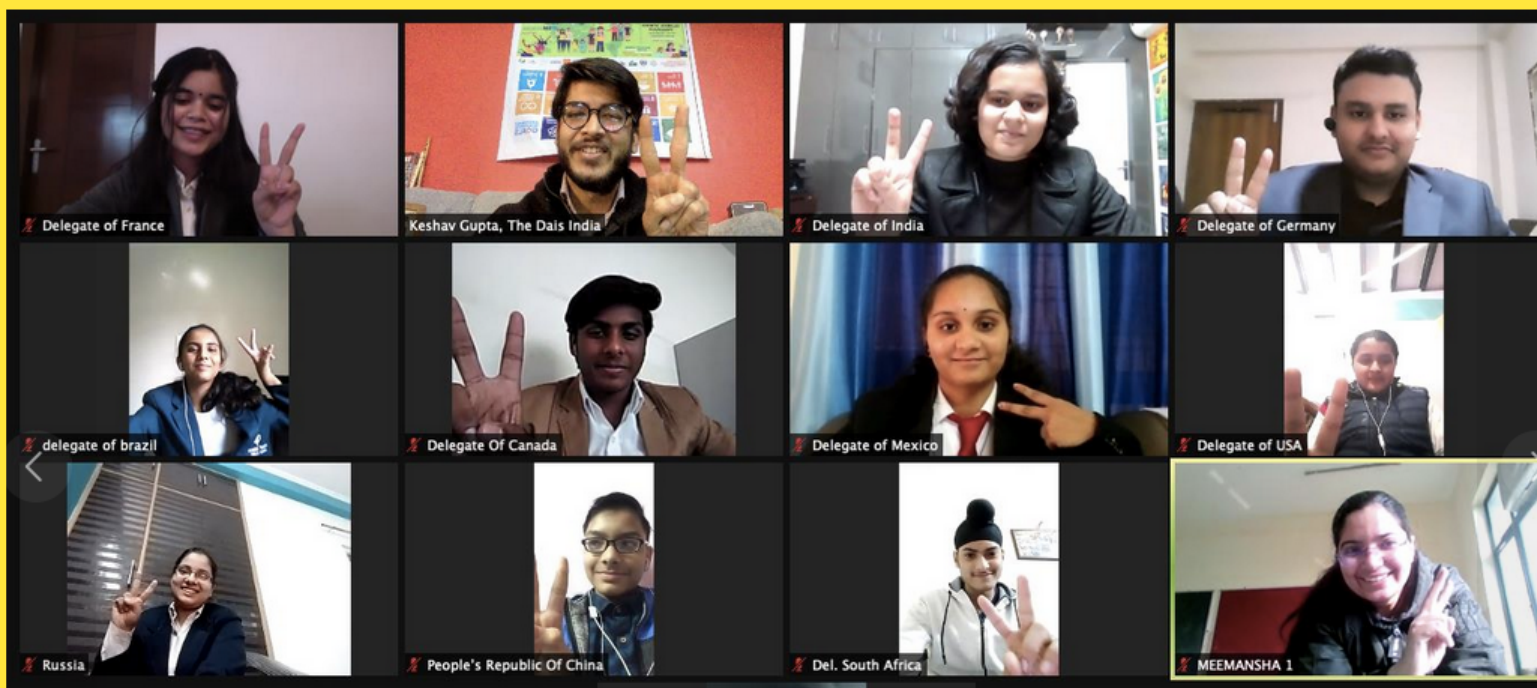 Delegate of France
Keshav Gupta, The Dais India
Delegate of India
Delegate of Germany
delegate of brazil
Delegate Of Canada
Delegate of Mexico
Delegate of USA
Russia
People's Republic Of China
Del. South Africa
MEEMANSHA 1